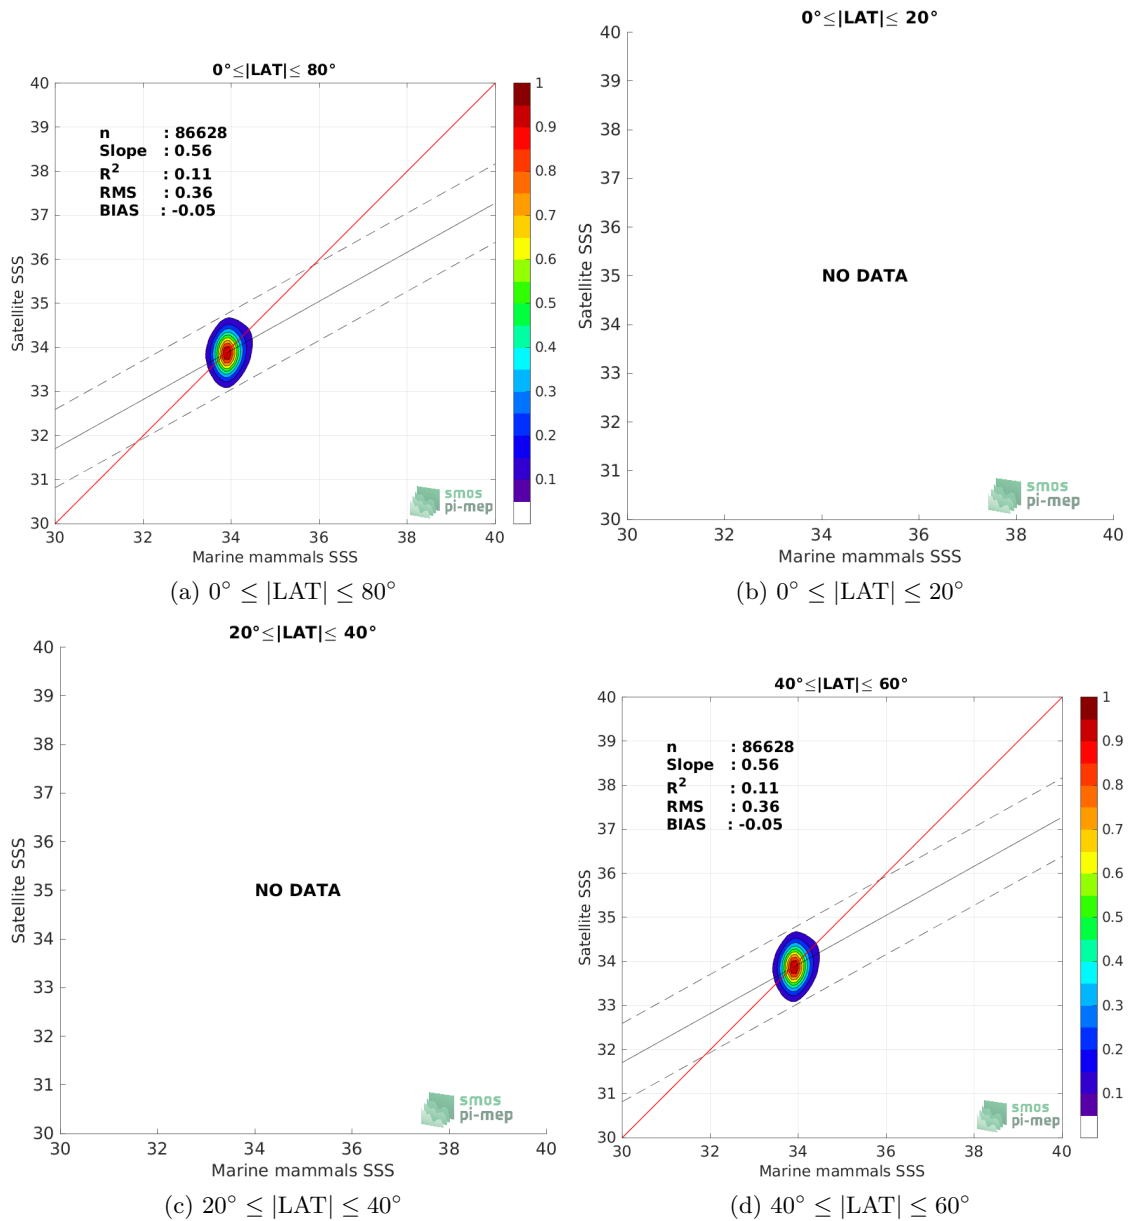 0°≤|LAT|≤ 80°
40
39
38
37
36
35
34
33
32
31
30
n : 86628
Slope : 0.56
R2 : 0.11
RMS : 0.36
BIAS : -0.05
1
0.9
0.8
0.7
0.6
0.5
0.4
0.3
0.2
0.1
Satellite SSS
smos
pi-mep
30 32 34 36 38 40
Marine mammals SSS
(a) 0° ≤ |LAT| ≤ 80°
0°≤|LAT|≤ 20°
40
39
38
37
36
35
34
33
32
31
30
Satellite SSS
NO DATA
smos
pi-mep
30 32 34 36 38 40
Marine mammals SSS
(b) 0° ≤ |LAT| ≤ 20°
20°≤|LAT|≤ 40°
40
39
38
37
36
35
34
33
32
31
30
Satellite SSS
NO DATA
smos
pi-mep
30 32 34 36 38 40
Marine mammals SSS
(c) 20° ≤ |LAT| ≤ 40°
40°≤|LAT|≤ 60°
40
39
38
37
36
35
34
33
32
31
30
n : 86628
Slope : 0.56
R2 : 0.11
RMS : 0.36
BIAS : -0.05
1
0.9
0.8
0.7
0.6
0.5
0.4
0.3
0.2
0.1
Satellite SSS
smos
pi-mep
30 32 34 36 38 40
Marine mammals SSS
(d) 40° ≤ |LAT| ≤ 60°